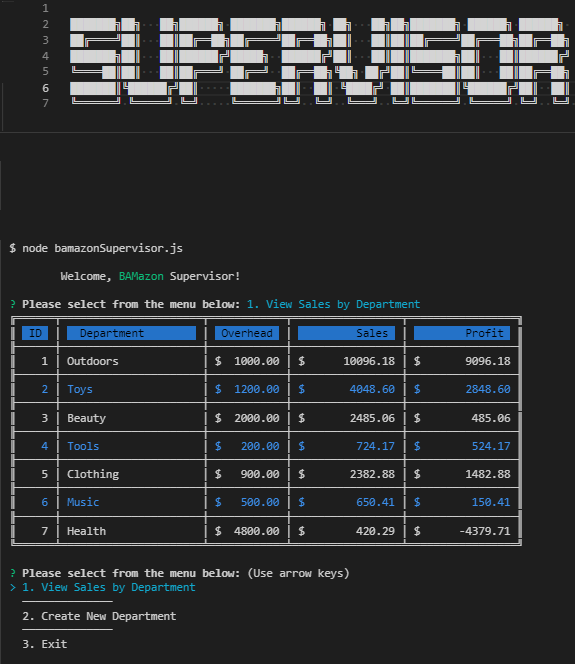 1
2
3
4
5
6
7
SUPERVISOR
$ node bamazonSupervisor.js
Welcome, BAMazon Supervisor!
? Please select from the menu below: 1. View Sales by Department
ID Department Overhead Sales Profit
1 Outdoors $ 1000.00 $ 10096.18 $ 9096.18
2 Toys $ 1200.00 $ 4048.60 $ 2848.60
3 Beauty $ 2000.00 $ 2485.06 $ 485.06
4 Tools $ 200.00 $ 724.17 $ 524.17
5 Clothing $ 900.00 $ 2382.88 $ 1482.88
6 Music $ 500.00 $ 650.41 $ 150.41
7 Health $ 4800.00 $ 420.29 $ -4379.71
? Please select from the menu below: (Use arrow keys)
> 1. View Sales by Department
2. Create New Department
3. Exit